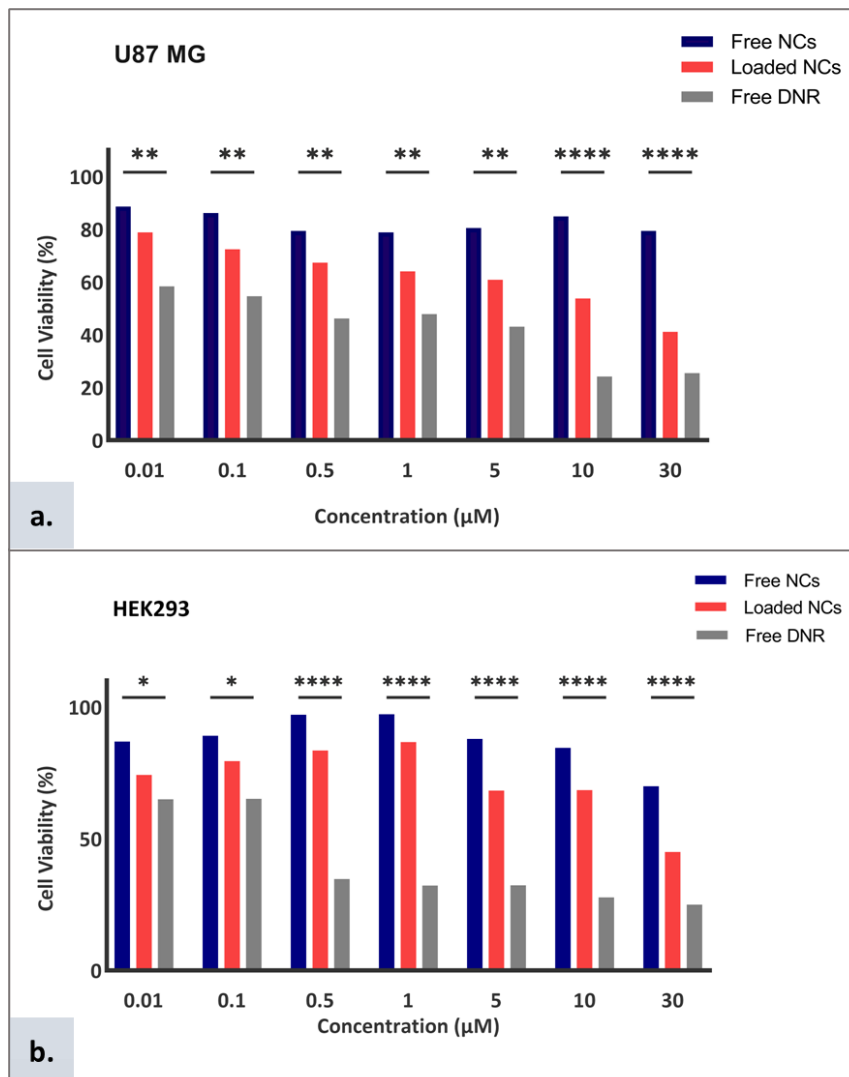 U87 MG
Free NCs
Loaded NCs
Free DNR
** ** ** ** ** **** ****
100
80
60
40
20
0
Cell Viability (%)
0.01 0.1 0.5 1 5 10 30
Concentration (µM)
a.
HEK293
Free NCs
Loaded NCs
Free DNR
* * **** **** **** **** ****
100
50
0
Cell Viability (%)
0.01 0.1 0.5 1 5 10 30
Concentration (µM)
b.